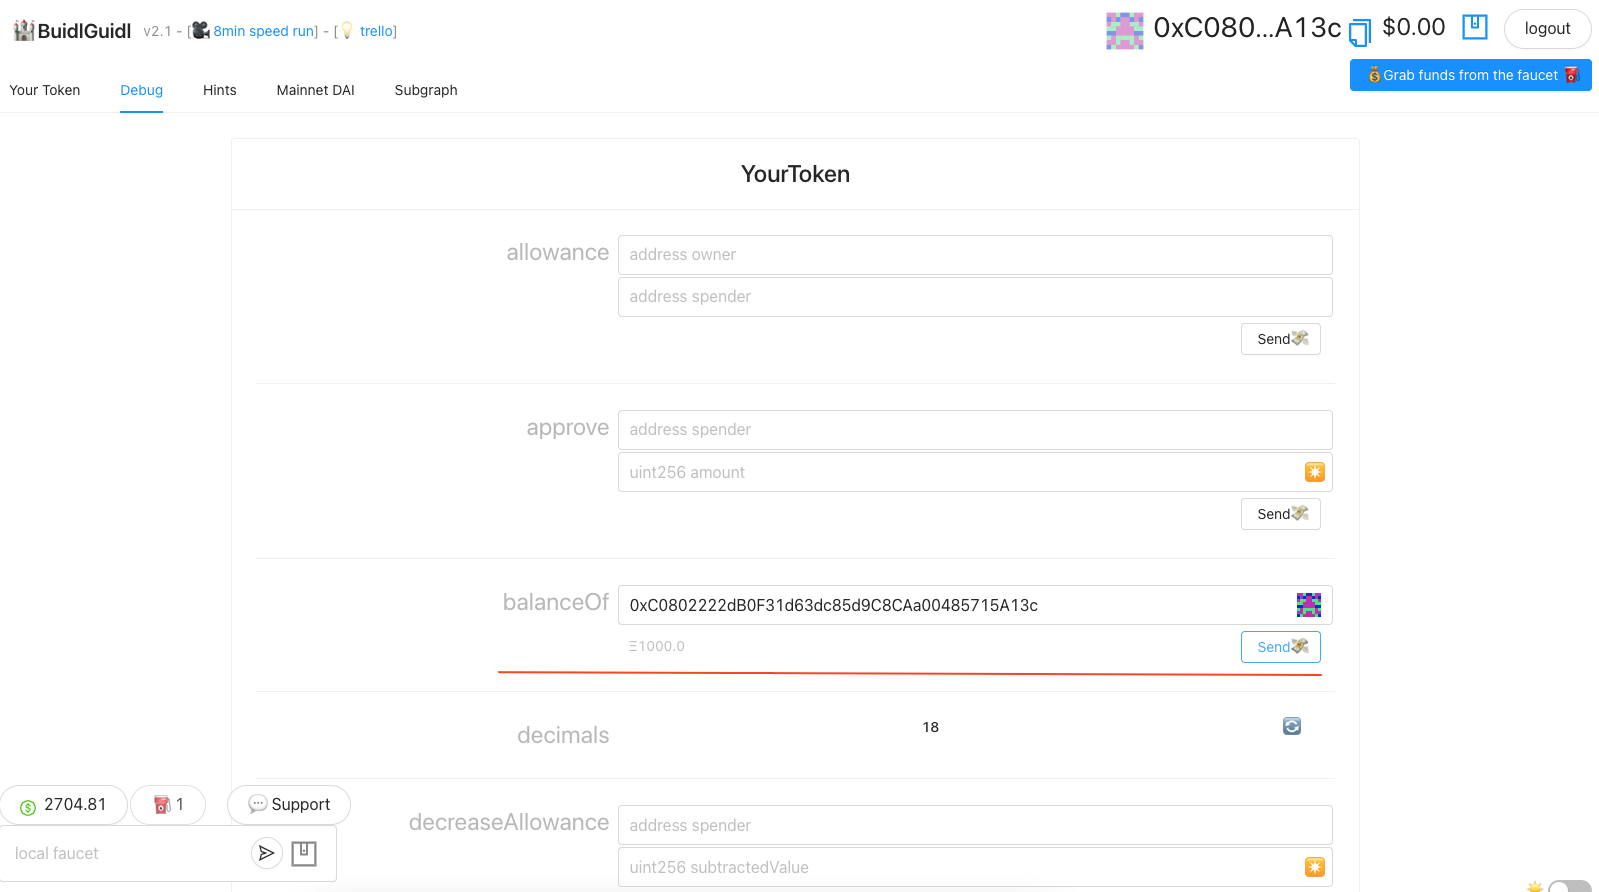 BuidlGuidl v2.1 - [🎥8min speed run] - [💡 trello]
0xC080...A13c $0.00 logout
💰Grab funds from the faucet ⛽
Your Token Debug Hints Mainnet DAI Subgraph
YourToken
allowance address owner
address spender
Send💸
approve address spender
uint256 amount
Send💸
balanceOf 0xC0802222dB0F31d63dc85d9C8CAa00485715A13c
Ξ1000.0 Send💸
decimals 18
2704.81 ⛽ 1 💬 Support
decreaseAllowance address spender
local faucet
uint256 subtractedValue